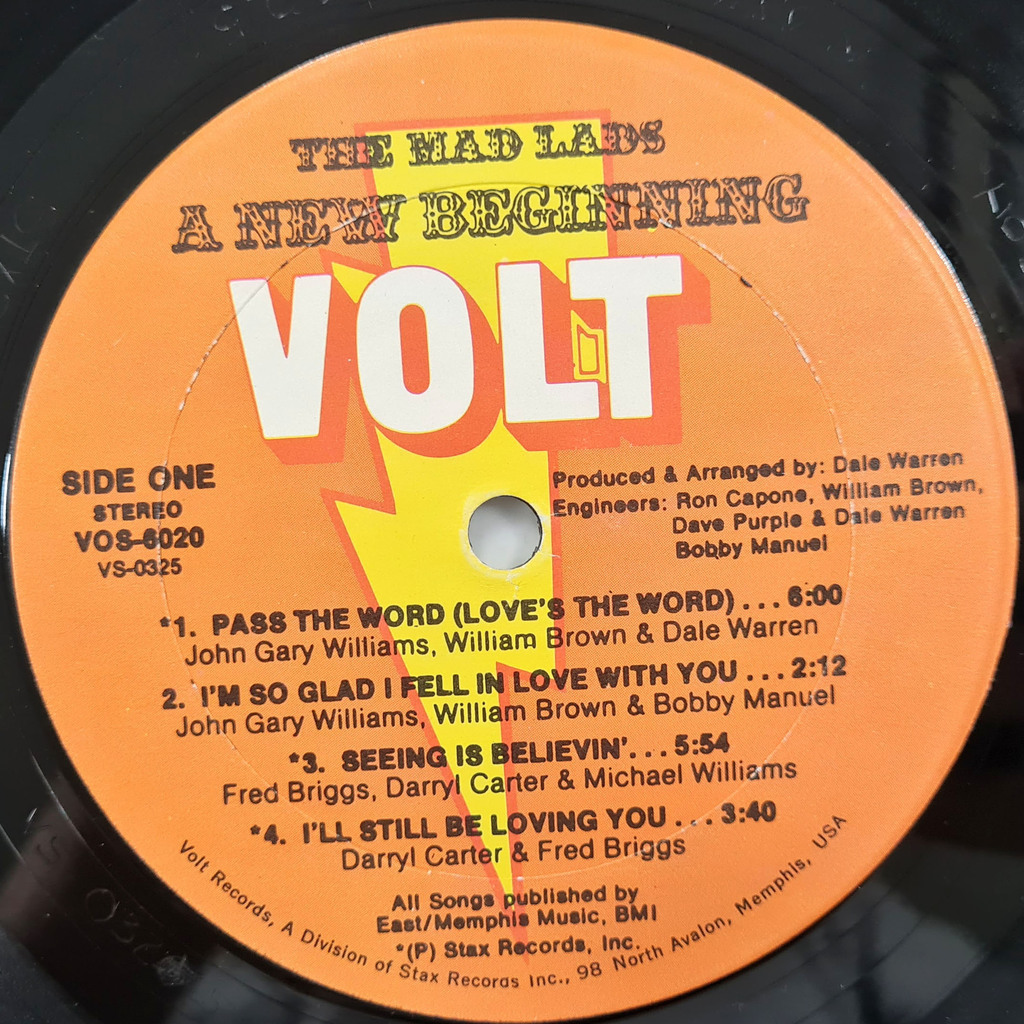 THE MAD LADS
A NEW BEGINNING
VOLT
SIDE ONE
STEREO
VOS-6020
VS-0325
Produced & Arranged by: Dale Warren
Engineers: Ron Capone, William Brown,
Dave Purple & Dale Warren
Bobby Manuel
*1. PASS THE WORD (LOVE'S THE WORD) . . . 6:00
John Gary Williams, William Brown & Dale Warren
2. I'M SO GLAD I FELL IN LOVE WITH YOU . . . 2:12
John Gary Williams, William Brown & Bobby Manuel
*3. SEEING IS BELIEVIN'. . . 5:54
Fred Briggs, Darryl Carter & Michael Williams
*4. I'LL STILL BE LOVING YOU . . . 3:40
Darryl Carter & Fred Briggs
All Songs published by
East/Memphis Music, BMI
*(P) Stax Records, Inc.
Volt Records, A Division of Stax Records Inc., 98 North Avalon, Memphis, USA